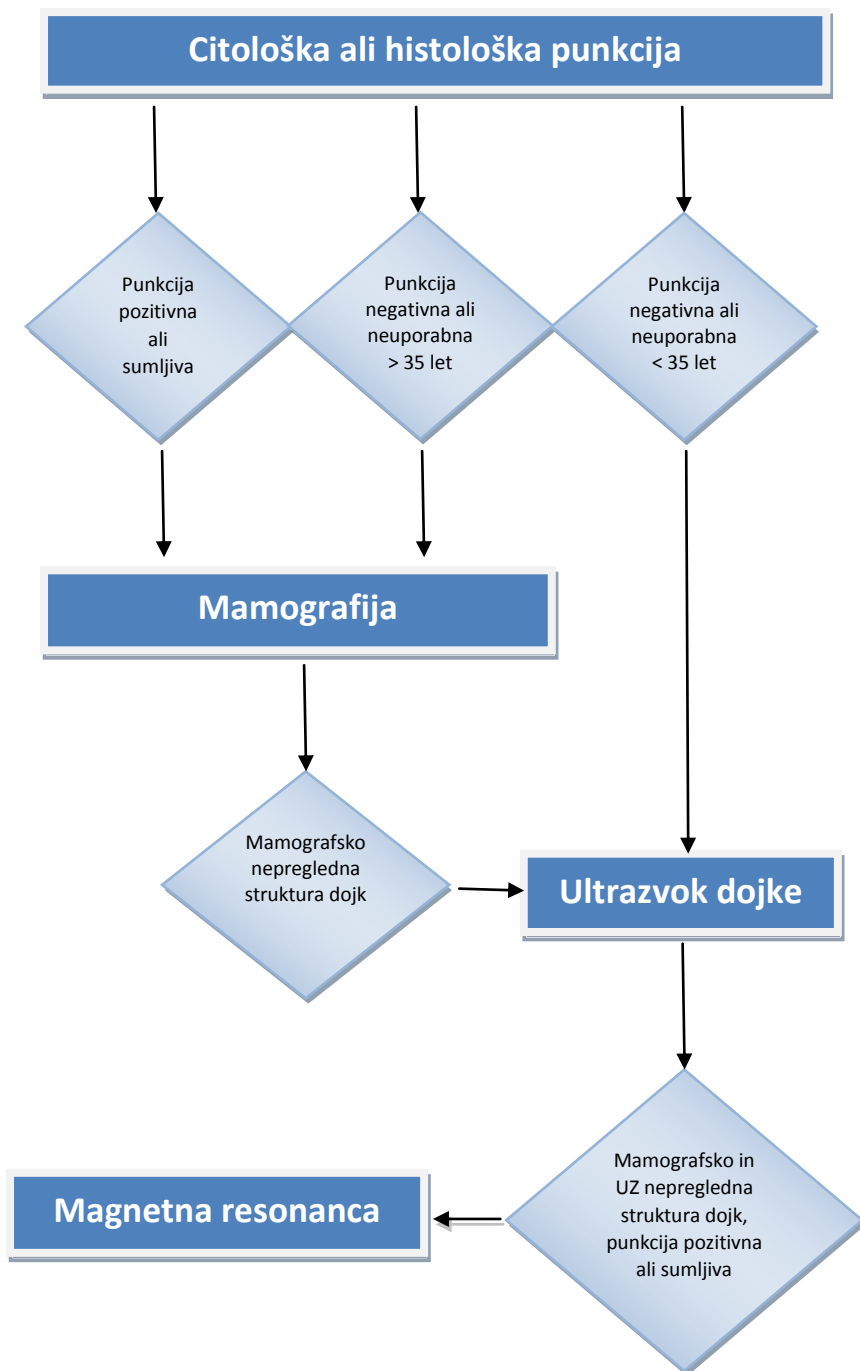 Citološka ali histološka punkcija
Punkcija
pozitivna
ali
sumljiva
Punkcija
negativna ali
neuporabna
> 35 let
Punkcija
negativna ali
neuporabna
< 35 let
Mamografija
Mamografsko
nepregledna
struktura dojk
Ultrazvok dojke
Mamografsko in
UZ nepregledna
struktura dojk,
punkcija pozitivna
ali sumljiva
Magnetna resonanca